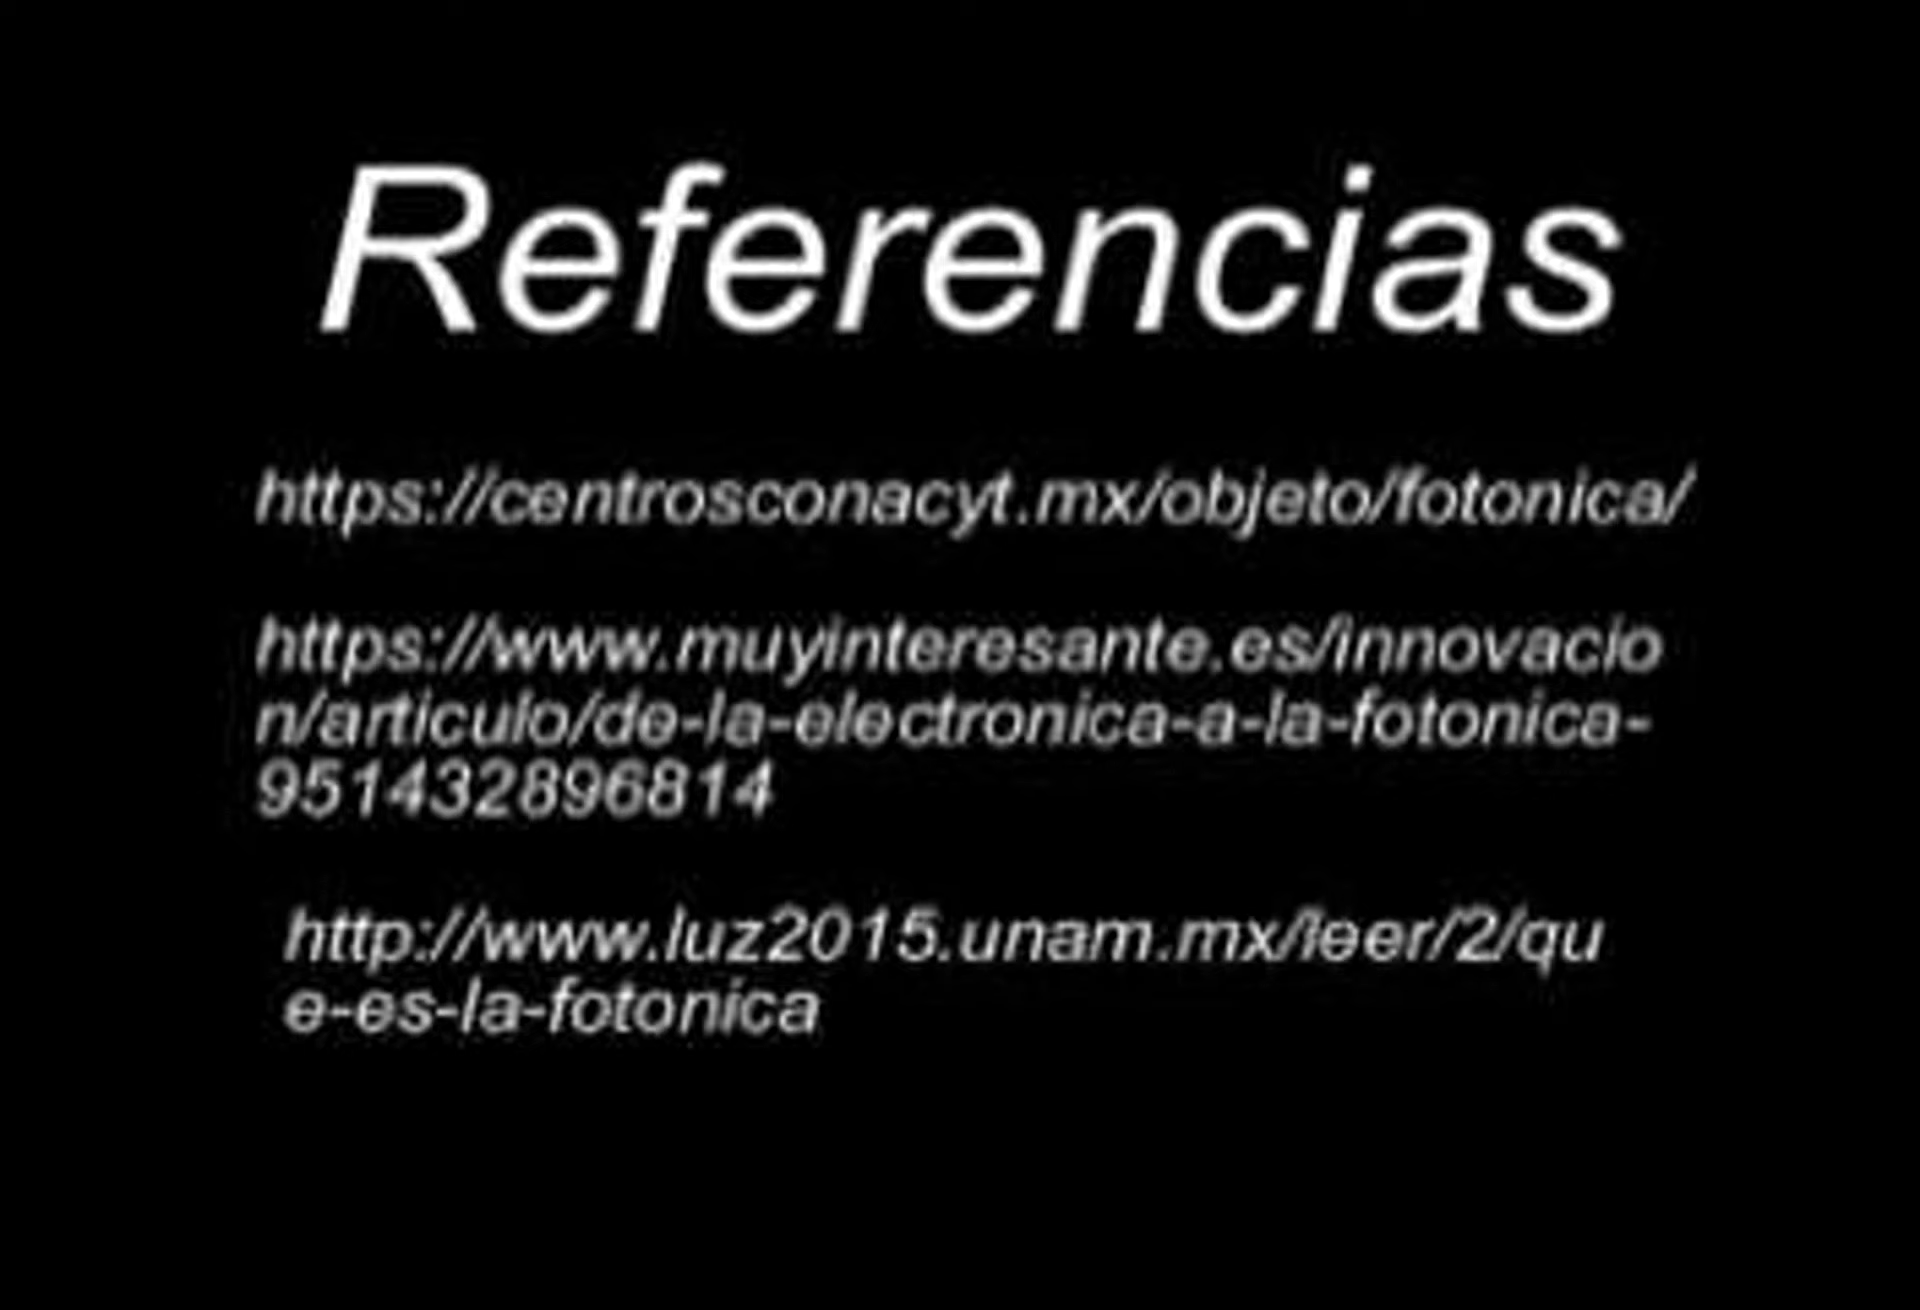 Referencias
https://centrosconacyt.mx/objeto/fotonica/
https://www.muyinteresante.es/innovacio
n/articulo/de-la-electronica-a-la-fotonica-
951432896814
http://www.luz2015.unam.mx/leer/2/qu
e-es-la-fotonica